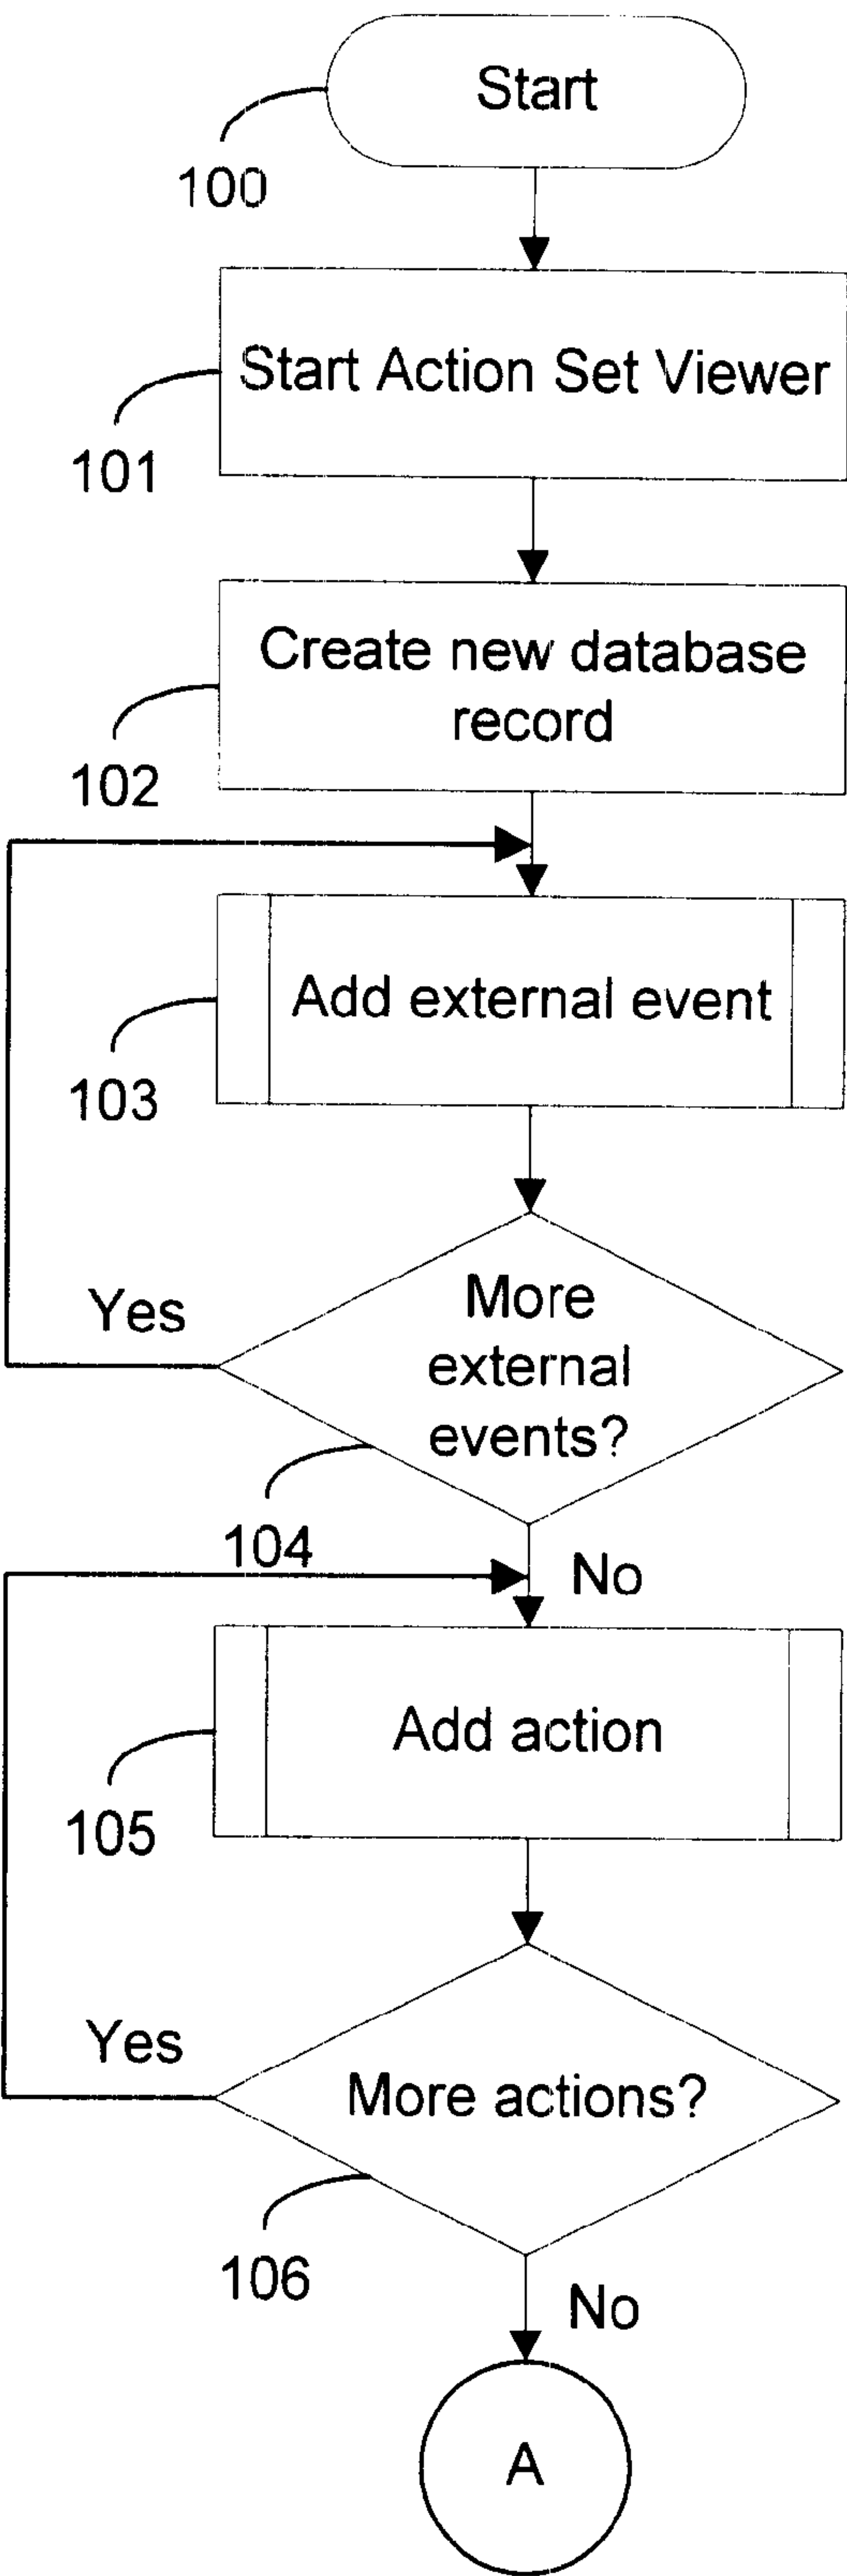 Start
100
Start Action Set Viewer
101
Create new database
record
102
Add external event
103
Yes
More
external
events?
104
No
Add action
105
Yes
More actions?
106
No
A